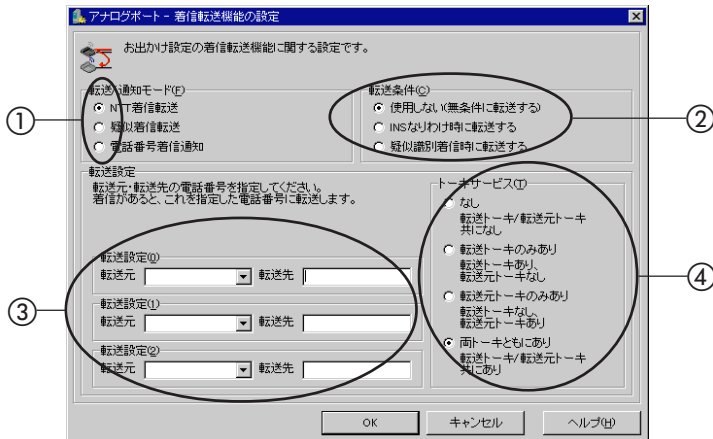 アナログポート - 着信転送機能の設定
お出かけ設定の着信転送機能に関する設定です。
転送/通知モード(F)
NTT着信転送
疑似着信転送
電話番号着信通知
①
転送条件(C)
使用しない(無条件に転送する)
INSなりわけ時に転送する
疑似識別着信時に転送する
②
転送設定
転送元・転送先の電話番号を指定してください。
着信があると、これを指定した電話番号に転送します。
転送設定(0)
転送元 転送先
転送設定(1)
転送元 転送先
転送設定(2)
転送元 転送先
③
トーキサービス(T)
なし
転送トーキ/転送元トーキ
共になし
転送トーキのみあり
転送トーキあり、
転送元トーキなし
転送元トーキのみあり
転送トーキなし、
転送元トーキあり
両トーキともにあり
転送トーキ/転送元トーキ
共にあり
④
OK
キャンセル
ヘルプ(H)